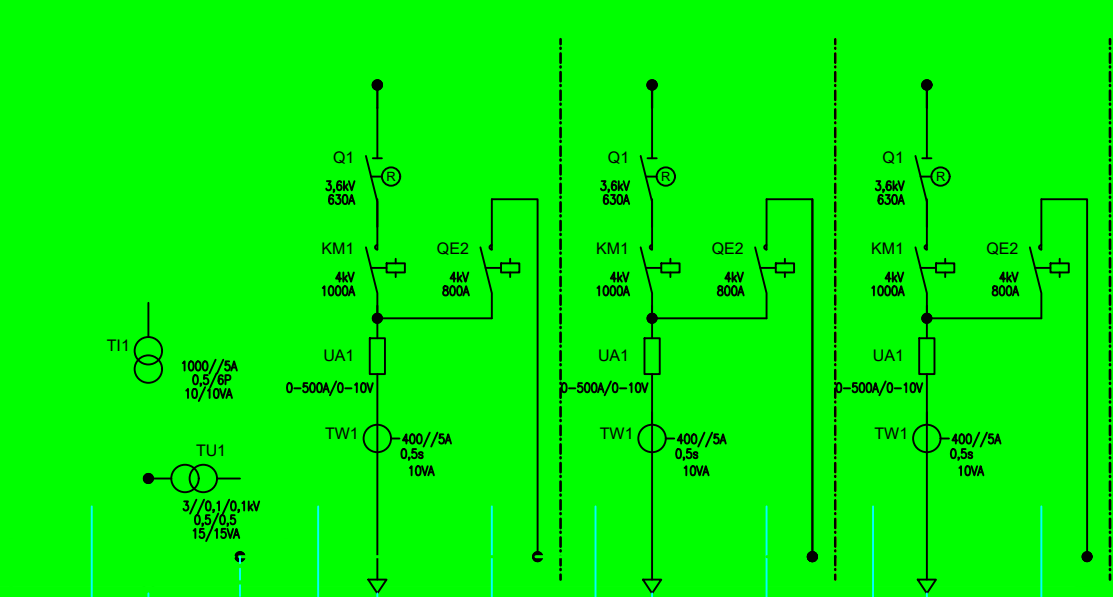 Q1
R
3,6kV
630A
KM1
4kV
1000A
QE2
4kV
800A
UA1
0-500A/0-10V
TW1
400//5A
0,5s
10VA
Q1
R
3,6kV
630A
KM1
4kV
1000A
QE2
4kV
800A
UA1
0-500A/0-10V
TW1
400//5A
0,5s
10VA
Q1
R
3,6kV
630A
KM1
4kV
1000A
QE2
4kV
800A
UA1
0-500A/0-10V
TW1
400//5A
0,5s
10VA
TI1
1000//5A
0,5/6P
10/10VA
TU1
3//0,1/0,1kV
0,5/0,5
15/15VA